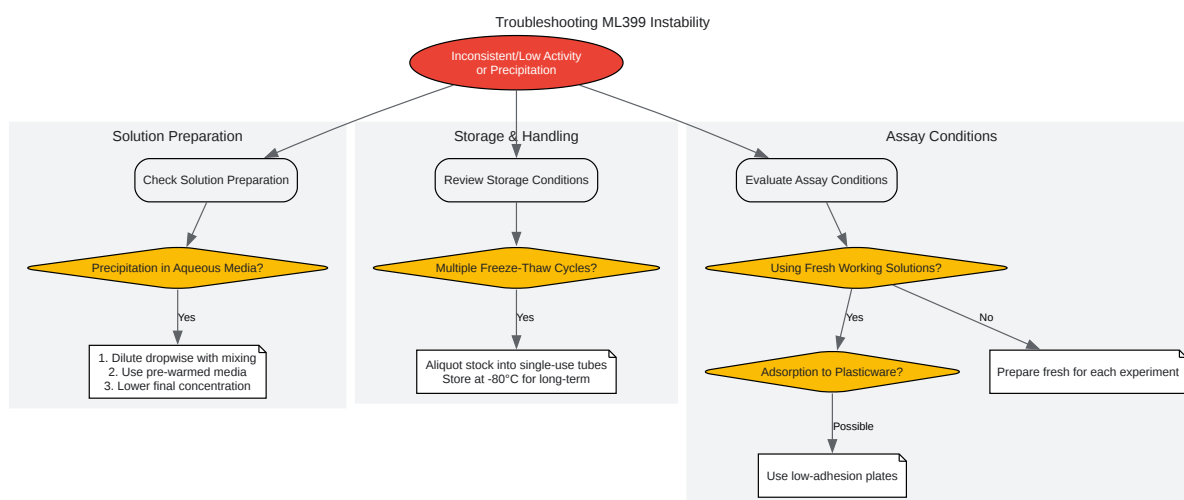 Troubleshooting ML399 Instability
Inconsistent/Low Activity
or Precipitation
Solution Preparation
Check Solution Preparation
Precipitation in Aqueous Media?
Yes
1. Dilute dropwise with mixing
2. Use pre-warmed media
3. Lower final concentration
Storage & Handling
Review Storage Conditions
Multiple Freeze-Thaw Cycles?
Yes
Aliquot stock into single-use tubes
Store at -80°C for long-term
Assay Conditions
Evaluate Assay Conditions
Using Fresh Working Solutions?
Yes
No
Adsorption to Plasticware?
Prepare fresh for each experiment
Possible
Use low-adhesion plates